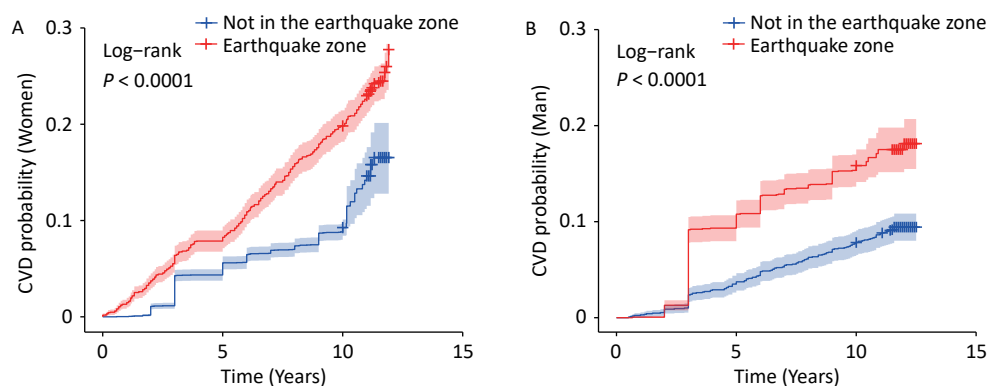 A
Not in the earthquake zone
Earthquake zone
Log−rank
P < 0.0001
CVD probability (Women)
0.3
0.2
0.1
0
0
5
10
15
Time (Years)
B
Not in the earthquake zone
Earthquake zone
Log−rank
P < 0.0001
CVD probability (Man)
0.3
0.2
0.1
0
0
5
10
15
Time (Years)